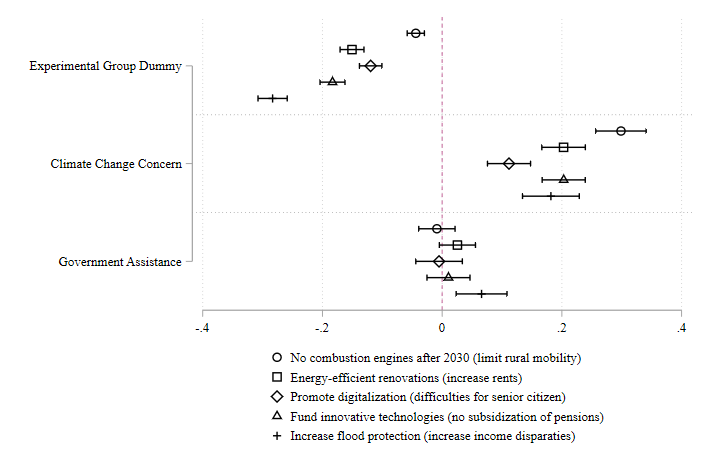 Experimental Group Dummy
Climate Change Concern
Government Assistance
-.4 -.2 0 .2 .4
No combustion engines after 2030 (limit rural mobility)
Energy-efficient renovations (increase rents)
Promote digitalization (difficulties for senior citizen)
Fund innovative technologies (no subsidization of pensions)
Increase flood protection (increase income disparaties)